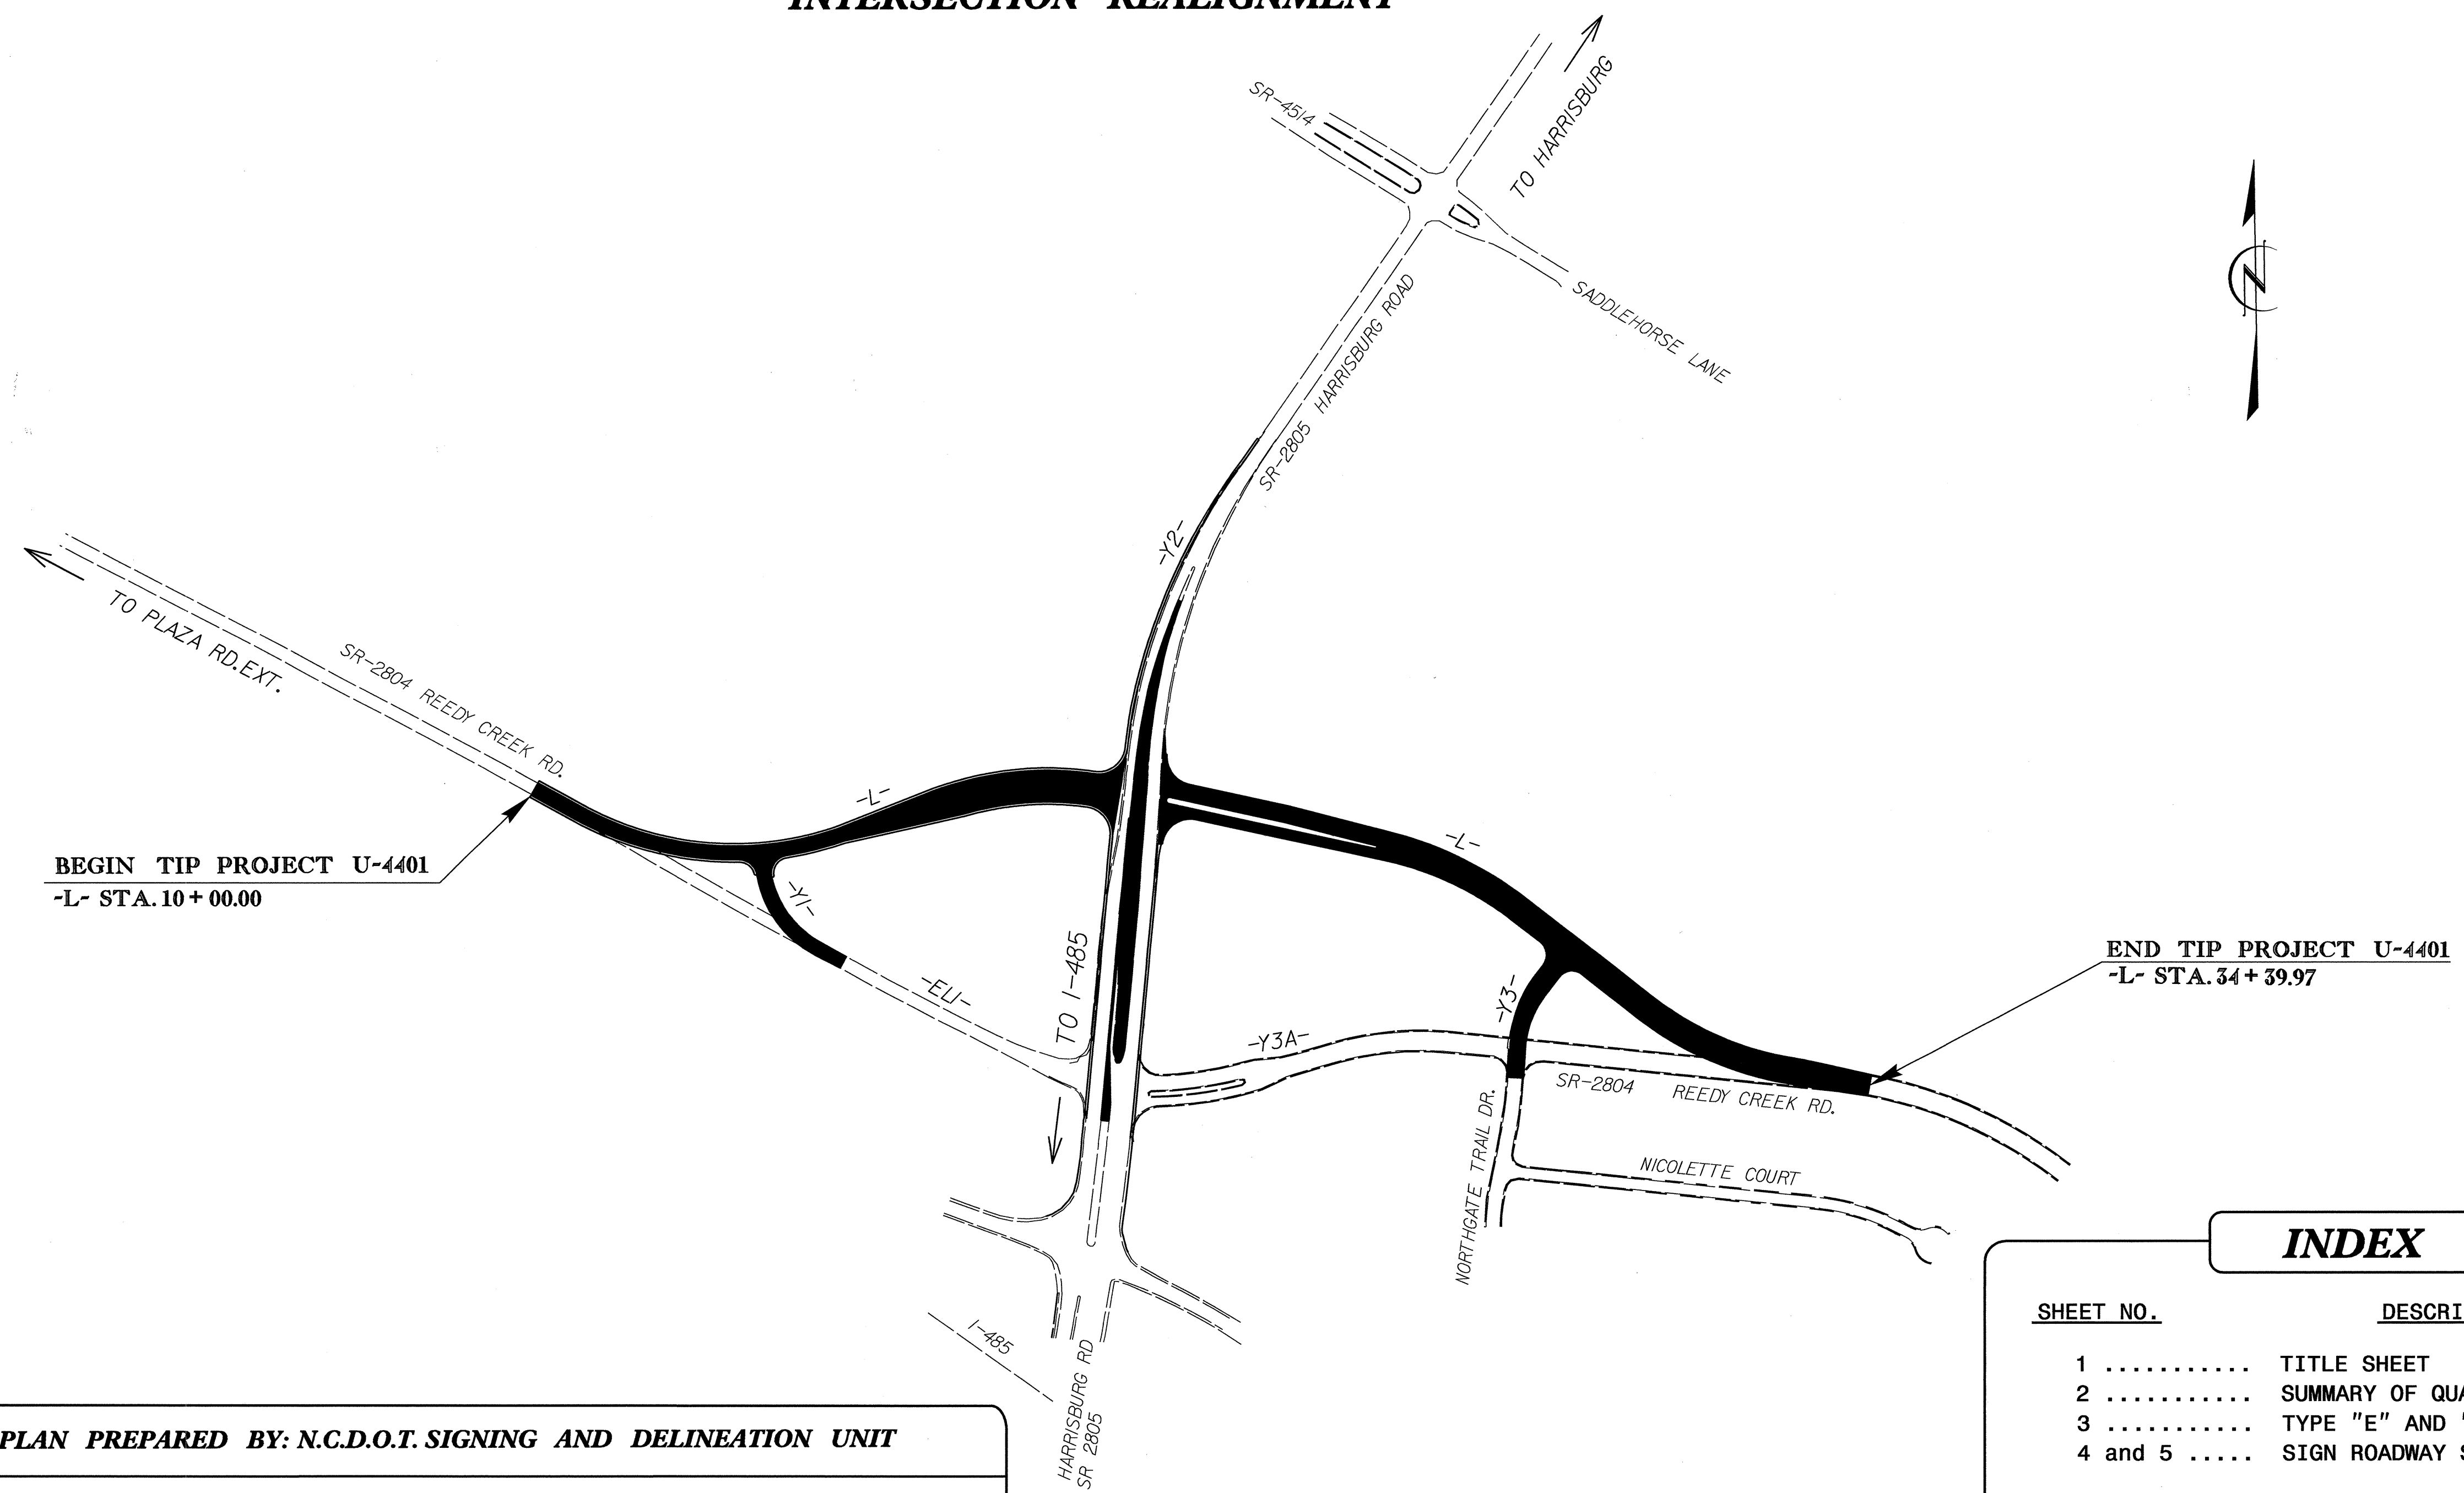 INTERSECTION REALIGNMENT
TO HARRISBURG
SR-4514
SADDLEHORSE LANE
SR-2805 HARRISBURG ROAD
-Y2-
TO PLAZA RD.EXT.
SR-2804 REEDY CREEK RD.
-L-
-L-
BEGIN TIP PROJECT U-4401
-L- STA.10+00.00
-Y1-
-EL1-
TO I-485
-Y3A-
-Y3-
END TIP PROJECT U-4401
-L- STA.34+39.97
SR-2804 REEDY CREEK RD.
NORTHGATE TRAIL DR.
NICOLETTE COURT
I-485
HARRISBURG RD
SR 2805
N
INDEX
SHEET NO. DESCRI
1 ........... TITLE SHEET
2 ........... SUMMARY OF QUA
3 ........... TYPE "E" AND "
4 and 5 ..... SIGN ROADWAY S
PLAN PREPARED BY: N.C.D.O.T. SIGNING AND DELINEATION UNIT